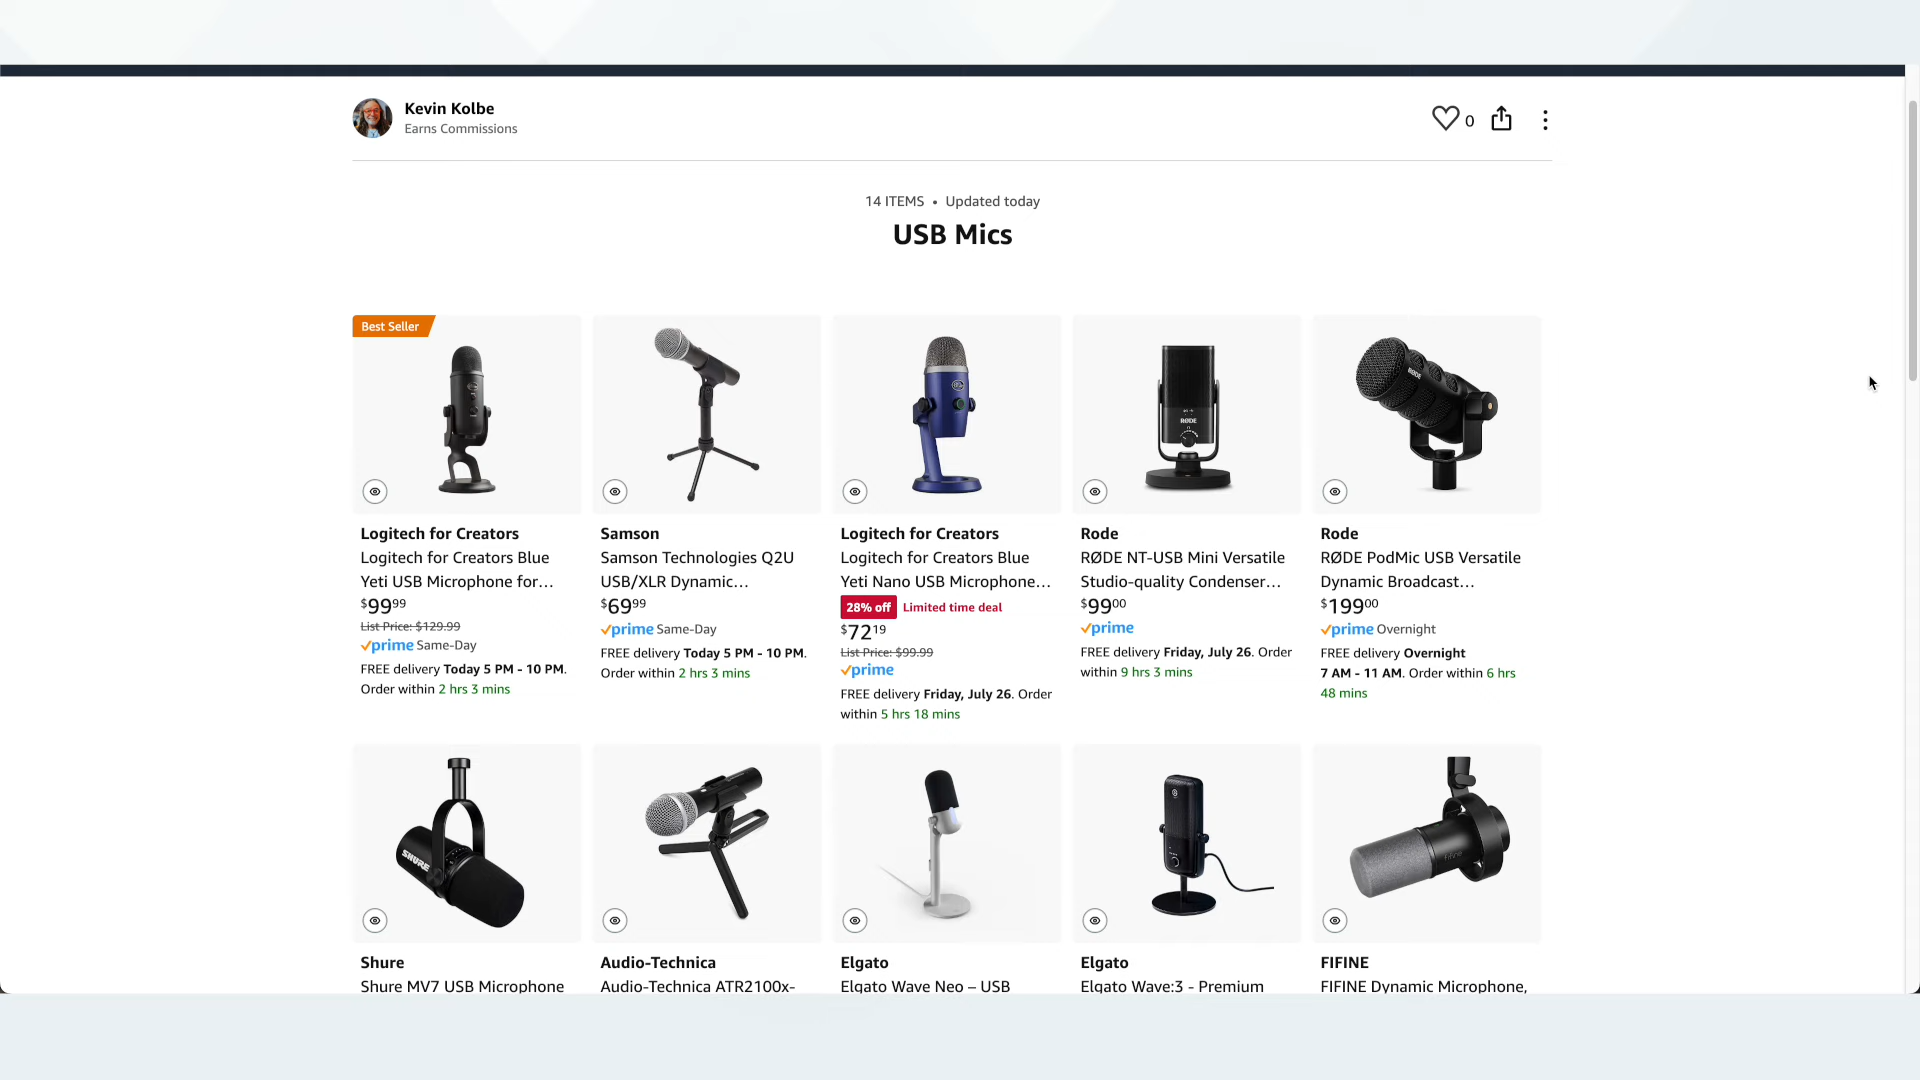 Kevin Kolbe
Earns Commissions
0
14 ITEMS • Updated today
USB Mics
Best Seller
RØDE
RØDE
Logitech for Creators
Logitech for Creators Blue
Yeti USB Microphone for...
$99.99
List Price: $129.99
prime Same-Day
FREE delivery Today 5 PM - 10 PM.
Order within 2 hrs 3 mins
Samson
Samson Technologies Q2U
USB/XLR Dynamic...
$69.99
prime Same-Day
FREE delivery Today 5 PM - 10 PM.
Order within 2 hrs 3 mins
Logitech for Creators
Logitech for Creators Blue
Yeti Nano USB Microphone...
28% off Limited time deal
$72.19
List Price: $99.99
prime
FREE delivery Friday, July 26. Order
within 5 hrs 18 mins
Rode
RØDE NT-USB Mini Versatile
Studio-quality Condenser...
$99.00
prime
FREE delivery Friday, July 26. Order
within 9 hrs 3 mins
Rode
RØDE PodMic USB Versatile
Dynamic Broadcast...
$199.00
prime Overnight
FREE delivery Overnight
7 AM - 11 AM. Order within 6 hrs
48 mins
SHURE
Shure
Shure MV7 USB Microphone
Audio-Technica
Audio-Technica ATR2100x-
Elgato
Elgato Wave Neo – USB
Elgato
Elgato Wave:3 - Premium
FIFINE
FIFINE Dynamic Microphone,